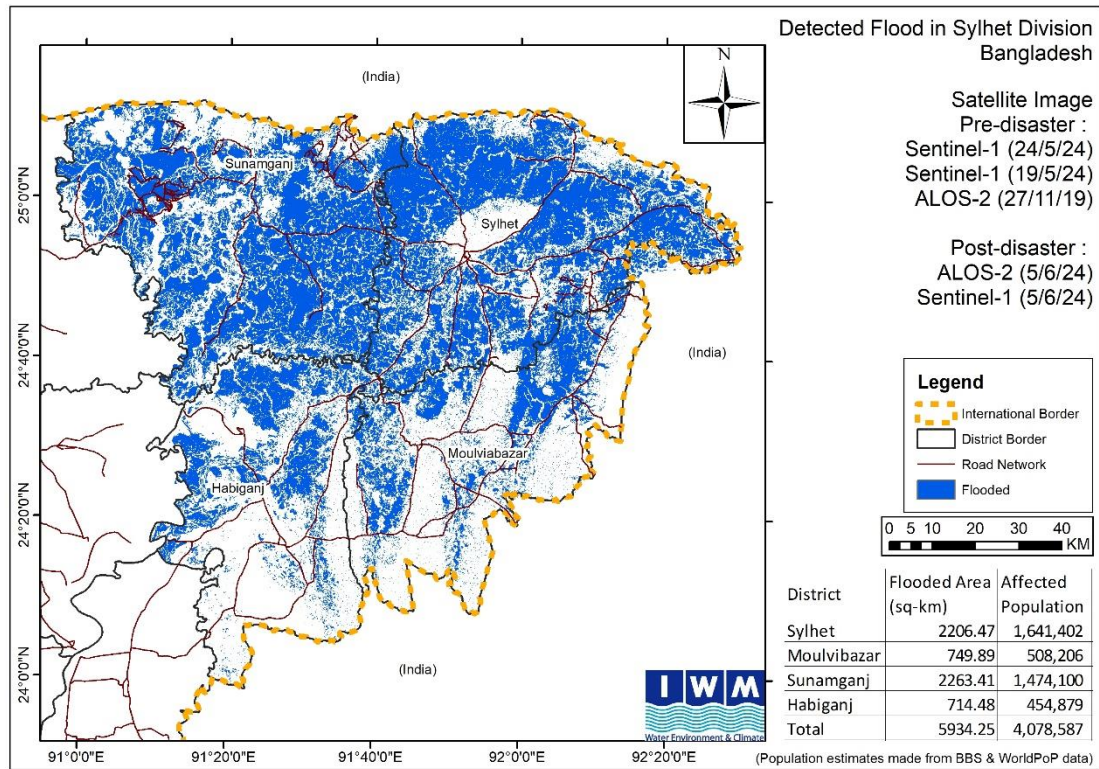 Detected Flood in Sylhet Division
Bangladesh
Satellite Image
Pre-disaster :
Sentinel-1 (24/5/24)
Sentinel-1 (19/5/24)
ALOS-2 (27/11/19)
Post-disaster :
ALOS-2 (5/6/24)
Sentinel-1 (5/6/24)
N
(India)
Sunamganj
Sylhet
(India)
Moulviabazar
Habiganj
(India)
25°0'0"N
24°40'0"N
24°20'0"N
24°0'0"N
91°0'0"E 91°20'0"E 91°40'0"E 92°0'0"E 92°20'0"E
Legend
International Border
District Border
Road Network
Flooded
0 5 10 20 30 40
KM
District Flooded Area (sq-km) Affected Population
Sylhet 2206.47 1,641,402
Moulvibazar 749.89 508,206
Sunamganj 2263.41 1,474,100
Habiganj 714.48 454,879
Total 5934.25 4,078,587
(Population estimates made from BBS & WorldPoP data)
IWM
Water Environment & Climate